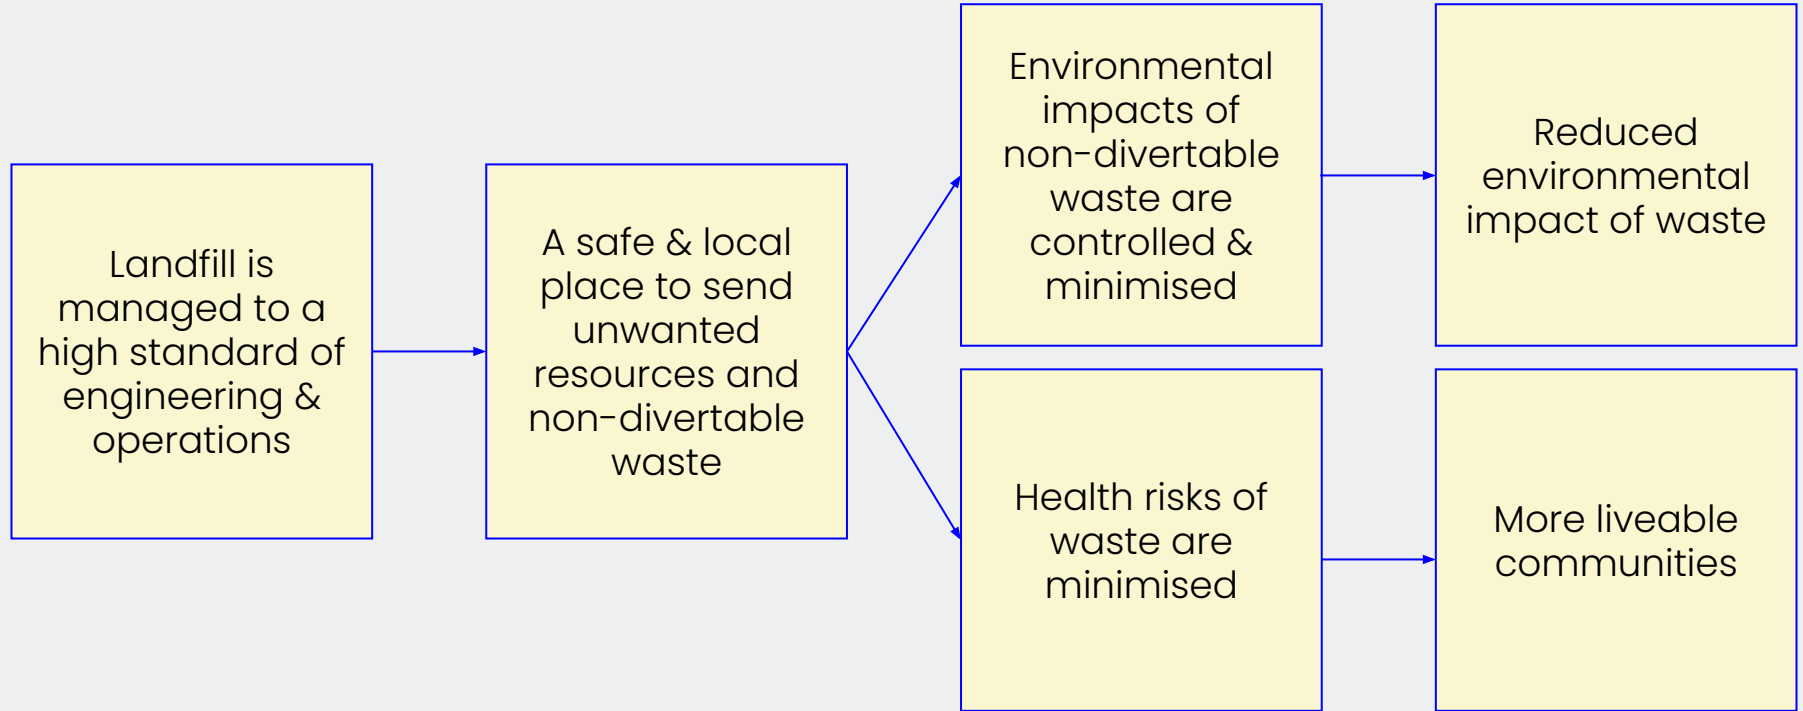 Landfill is
managed to a
high standard of
engineering &
operations
A safe & local
place to send
unwanted
resources and
non-divertable
waste
Environmental
impacts of
non-divertable
waste are
controlled &
minimised
Reduced
environmental
impact of waste
Health risks of
waste are
minimised
More liveable
communities